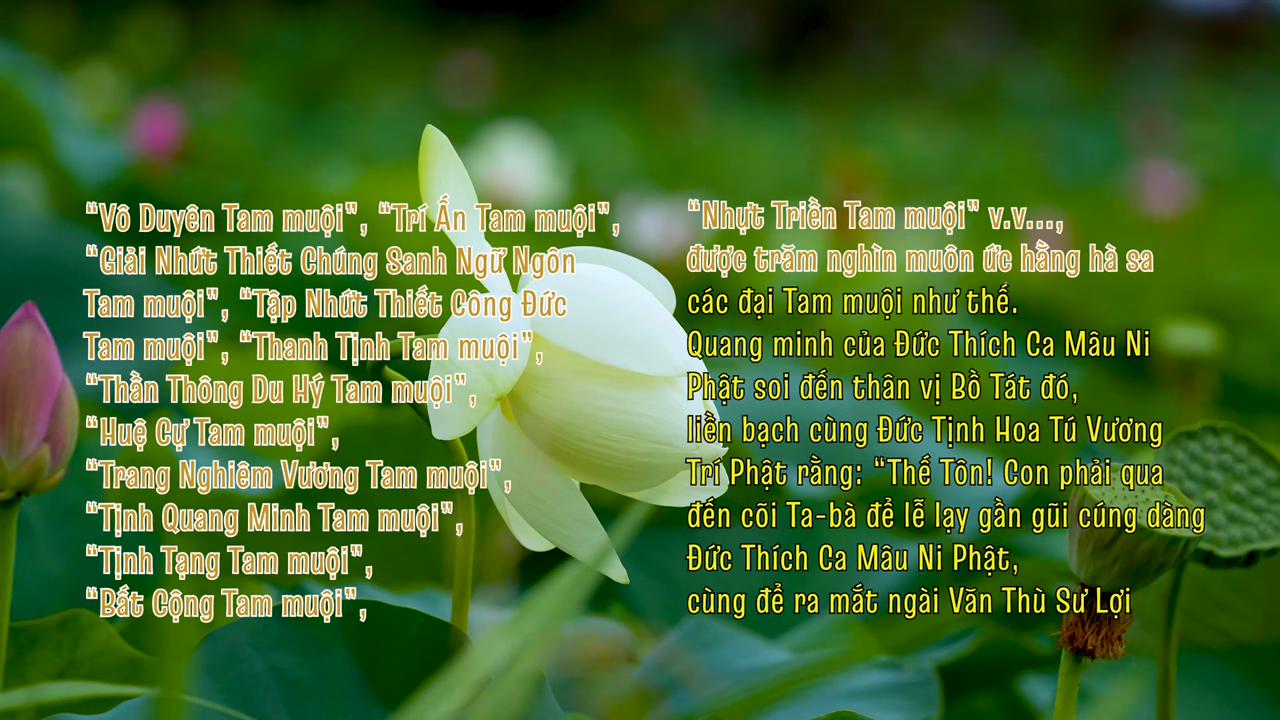 “Vô Duyên Tam muội”, “Trí Ấn Tam muội”,
“Giải Nhứt Thiết Chúng Sanh Ngữ Ngôn
Tam muội”, “Tập Nhứt Thiết Công Đức
Tam muội”, “Thanh Tịnh Tam muội”,
“Thần Thông Du Hý Tam muội”,
“Huệ Cự Tam muội”,
“Trang Nghiêm Vương Tam muội”,
“Tịnh Quang Minh Tam muội”,
“Tịnh Tạng Tam muội”,
“Bất Cộng Tam muội”,
“Nhựt Triền Tam muội” v.v...,
được trăm nghìn muôn ức hằng hà sa
các đại Tam muội như thế.
Quang minh của Đức Thích Ca Mâu Ni
Phật soi đến thân vị Bồ Tát đó,
liền bạch cùng Đức Tịnh Hoa Tú Vương
Trí Phật rằng: “Thế Tôn! Con phải qua
đến cõi Ta-bà để lễ lạy gần gũi cúng dàng
Đức Thích Ca Mâu Ni Phật,
cùng để ra mắt ngài Văn Thù Sư Lợi